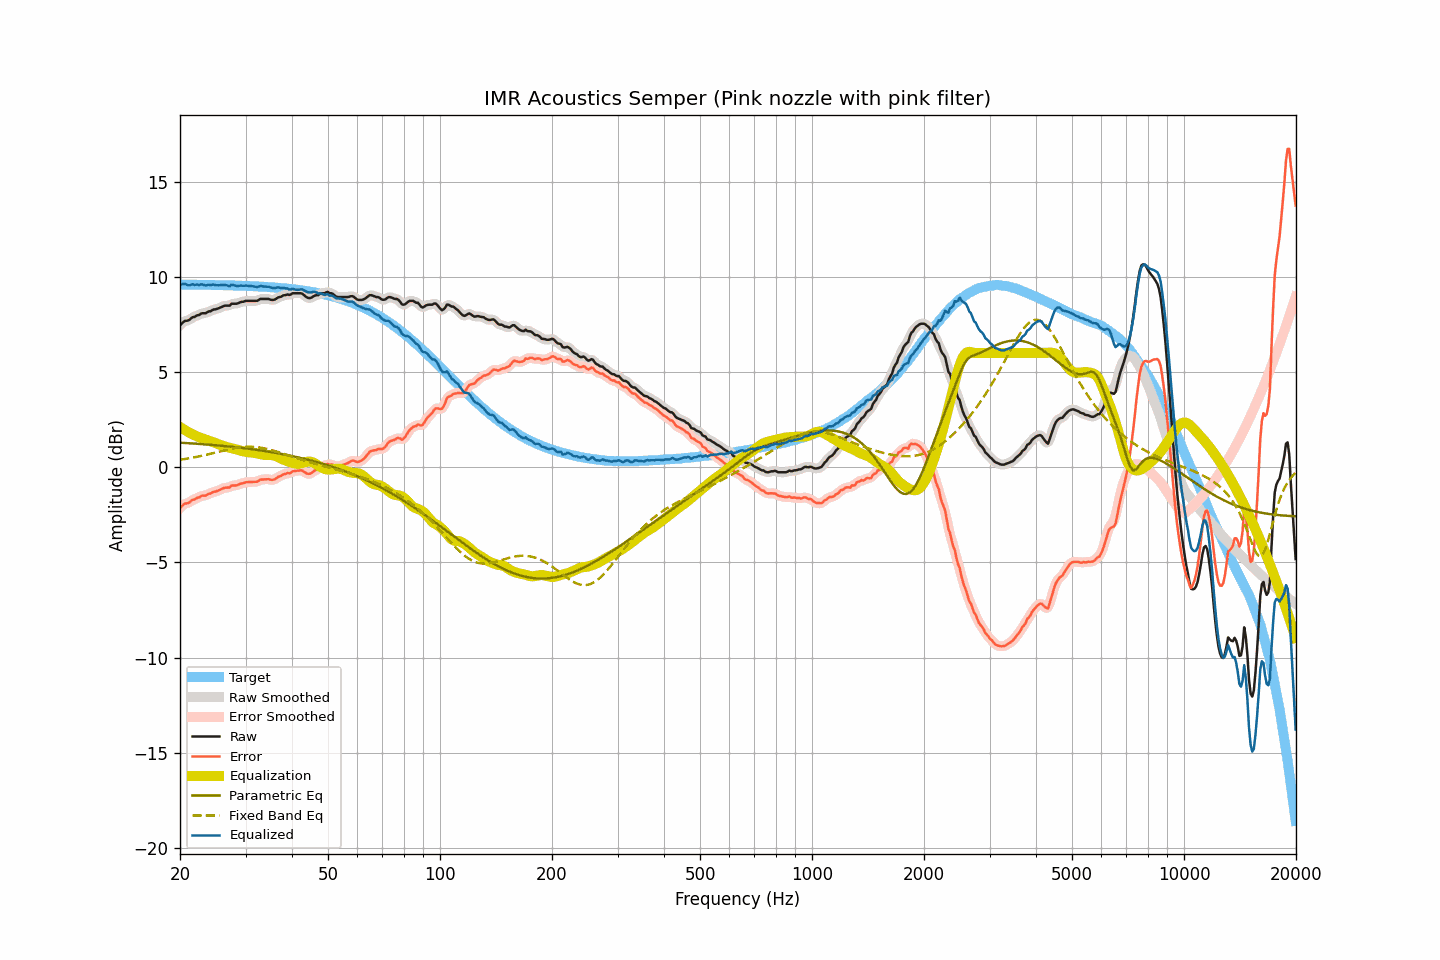 IMR Acoustics Semper (Pink nozzle with pink filter)
Amplitude (dBr)
15
10
5
0
−5
−10
−15
−20
Target
Raw Smoothed
Error Smoothed
Raw
Error
Equalization
Parametric Eq
Fixed Band Eq
Equalized
20 50 100 200 500 1000 2000 5000 10000 20000
Frequency (Hz)